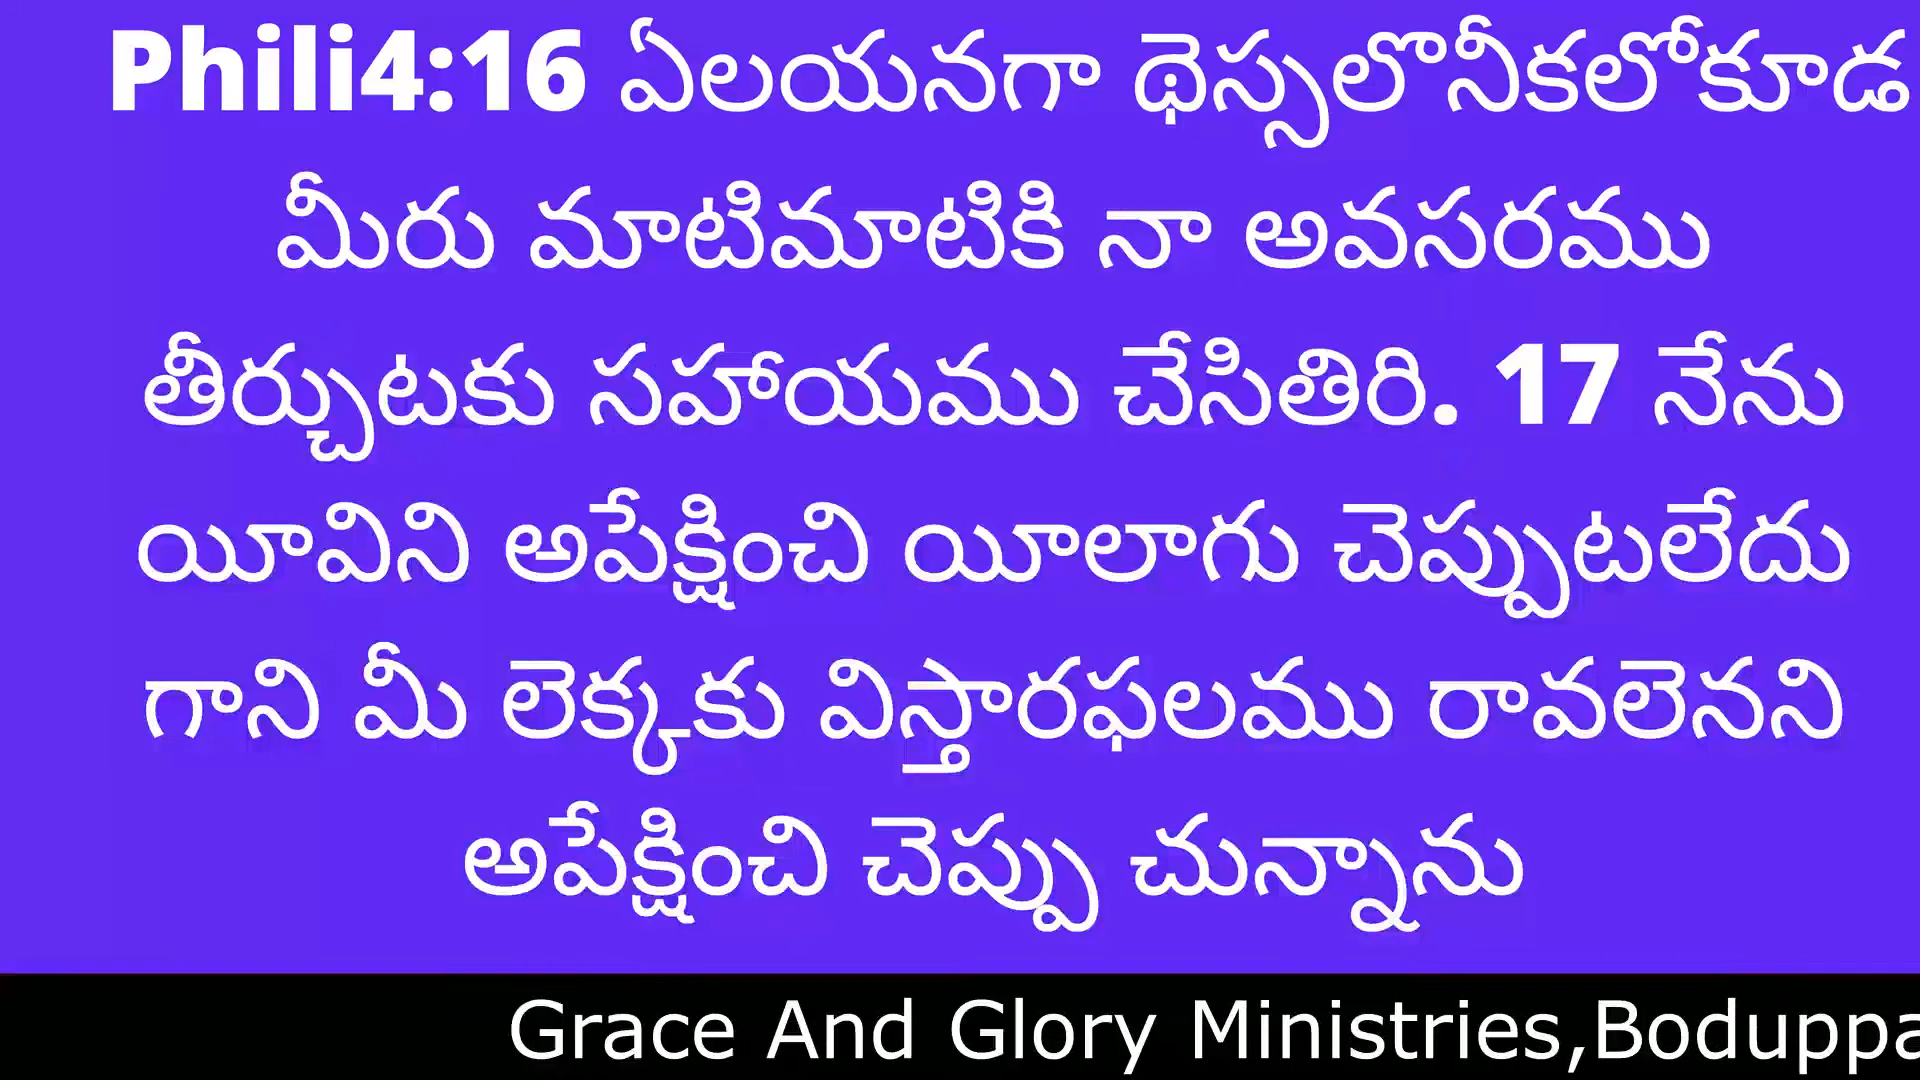 Phili4:16 ఏలయనగా థెస్సలొనీకలోకూడ
మీరు మాటిమాటికి నా అవసరము
తీర్చుటకు సహాయము చేసితిరి. 17 నేను
యీవిని అపేక్షించి యీలాగు చెప్పుటలేదు
గాని మీ లెక్కకు విస్తారఫలము రావలెనని
అపేక్షించి చెప్పు చున్నాను
Grace And Glory Ministries,Boduppa